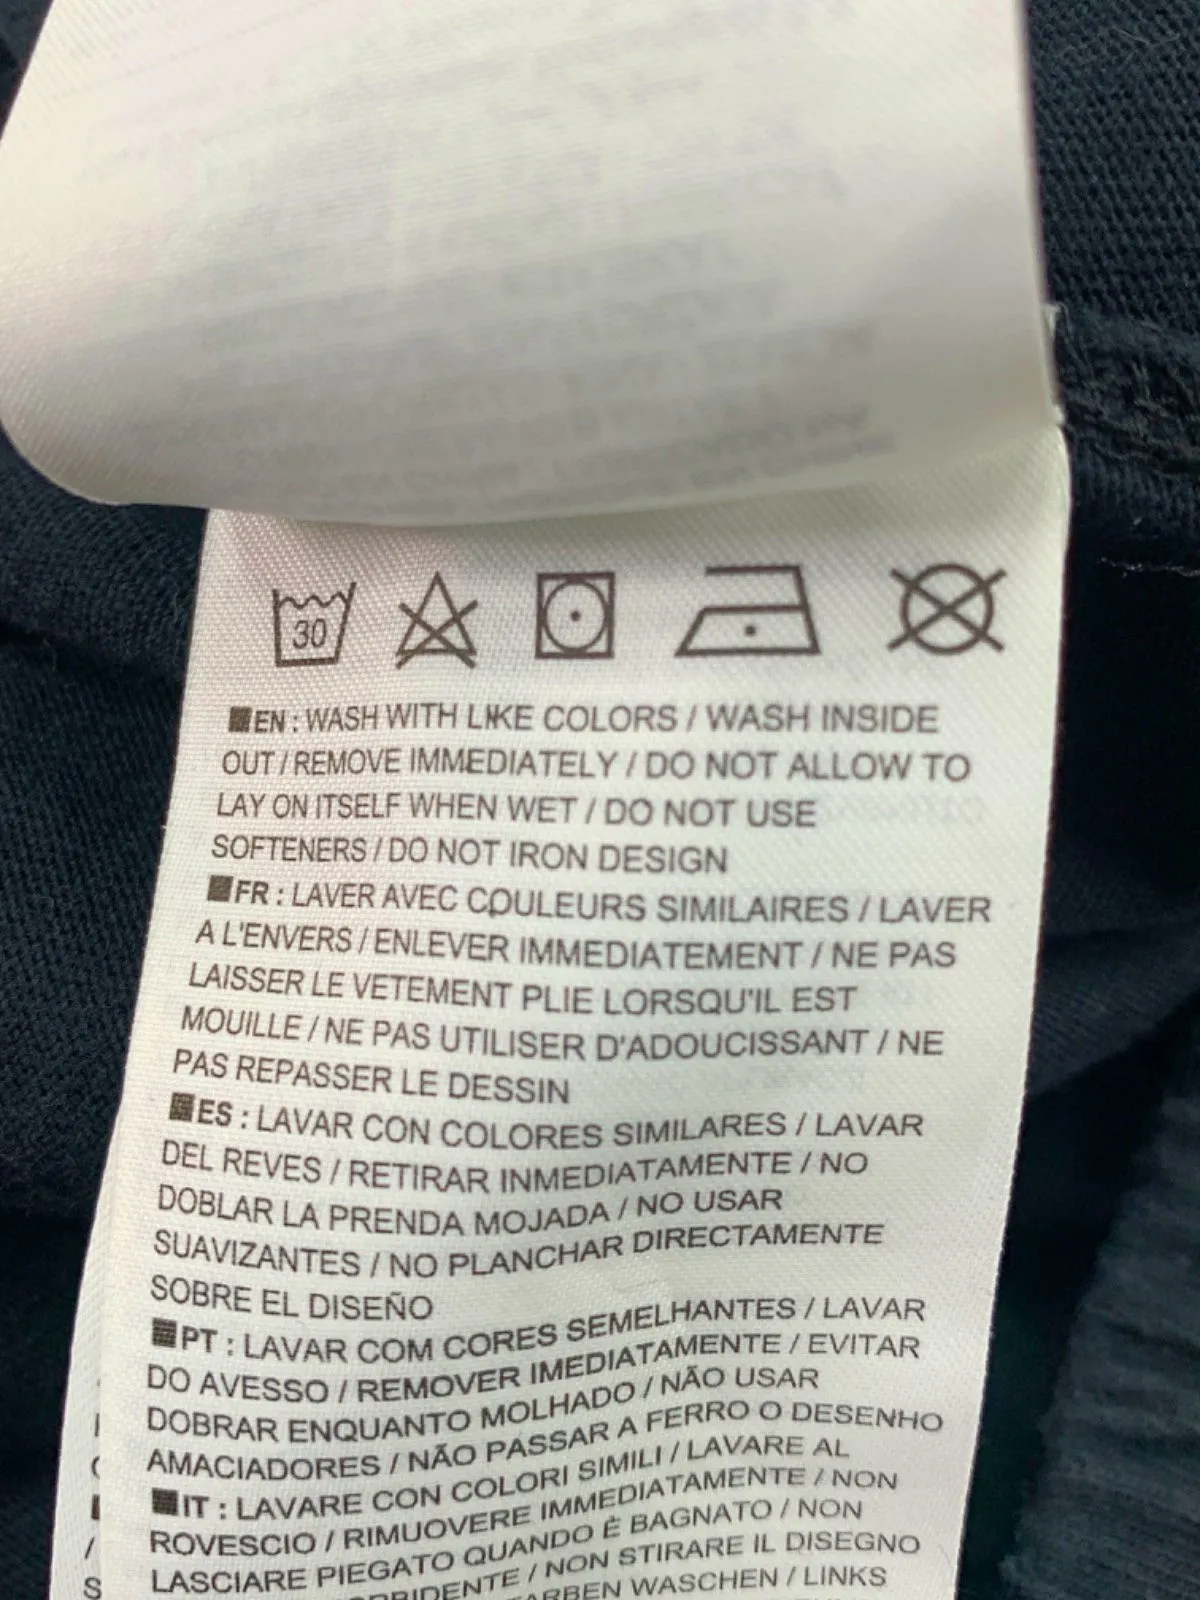 30
EN : WASH WITH LIKE COLORS / WASH INSIDE
OUT / REMOVE IMMEDIATELY / DO NOT ALLOW TO
LAY ON ITSELF WHEN WET / DO NOT USE
SOFTENERS / DO NOT IRON DESIGN
FR : LAVER AVEC COULEURS SIMILAIRES / LAVER
A L'ENVERS / ENLEVER IMMEDIATEMENT / NE PAS
LAISSER LE VETEMENT PLIE LORSQU'IL EST
MOUILLE / NE PAS UTILISER D'ADOUCISSANT / NE
PAS REPASSER LE DESSIN
ES : LAVAR CON COLORES SIMILARES / LAVAR
DEL REVES / RETIRAR INMEDIATAMENTE / NO
DOBLAR LA PRENDA MOJADA / NO USAR
SUAVIZANTES / NO PLANCHAR DIRECTAMENTE
SOBRE EL DISEÑO
PT : LAVAR COM CORES SEMELHANTES / LAVAR
DO AVESSO / REMOVER IMEDIATAMENTE / EVITAR
DOBRAR ENQUANTO MOLHADO / NÃO USAR
AMACIADORES / NÃO PASSAR A FERRO O DESENHO
IT : LAVARE CON COLORI SIMILI / LAVARE AL
ROVESCIO / RIMUOVERE IMMEDIATAMENTE / NON
LASCIARE PIEGATO QUANDO È BAGNATO / NON
/ NON STIRARE IL DISEGNO
WASCHEN / LINKS